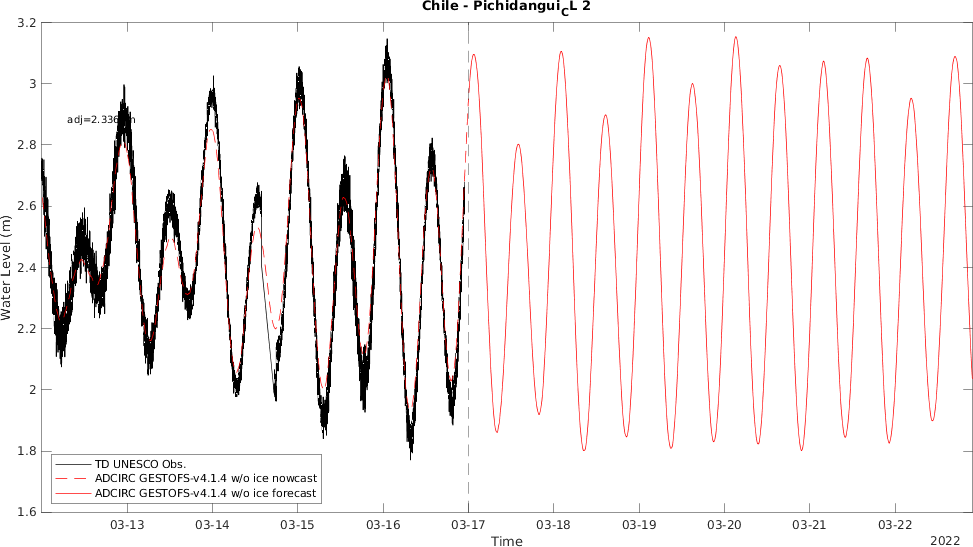 Chile - Pichidangui_CL 2
3.2
3
2.8
2.6
2.4
2.2
2
1.8
1.6
Water Level (m)
adj=2.336
TD UNESCO Obs.
ADCIRC GESTOFS-v4.1.4 w/o ice nowcast
ADCIRC GESTOFS-v4.1.4 w/o ice forecast
03-13 03-14 03-15 03-16 03-17 03-18 03-19 03-20 03-21 03-22
Time
2022